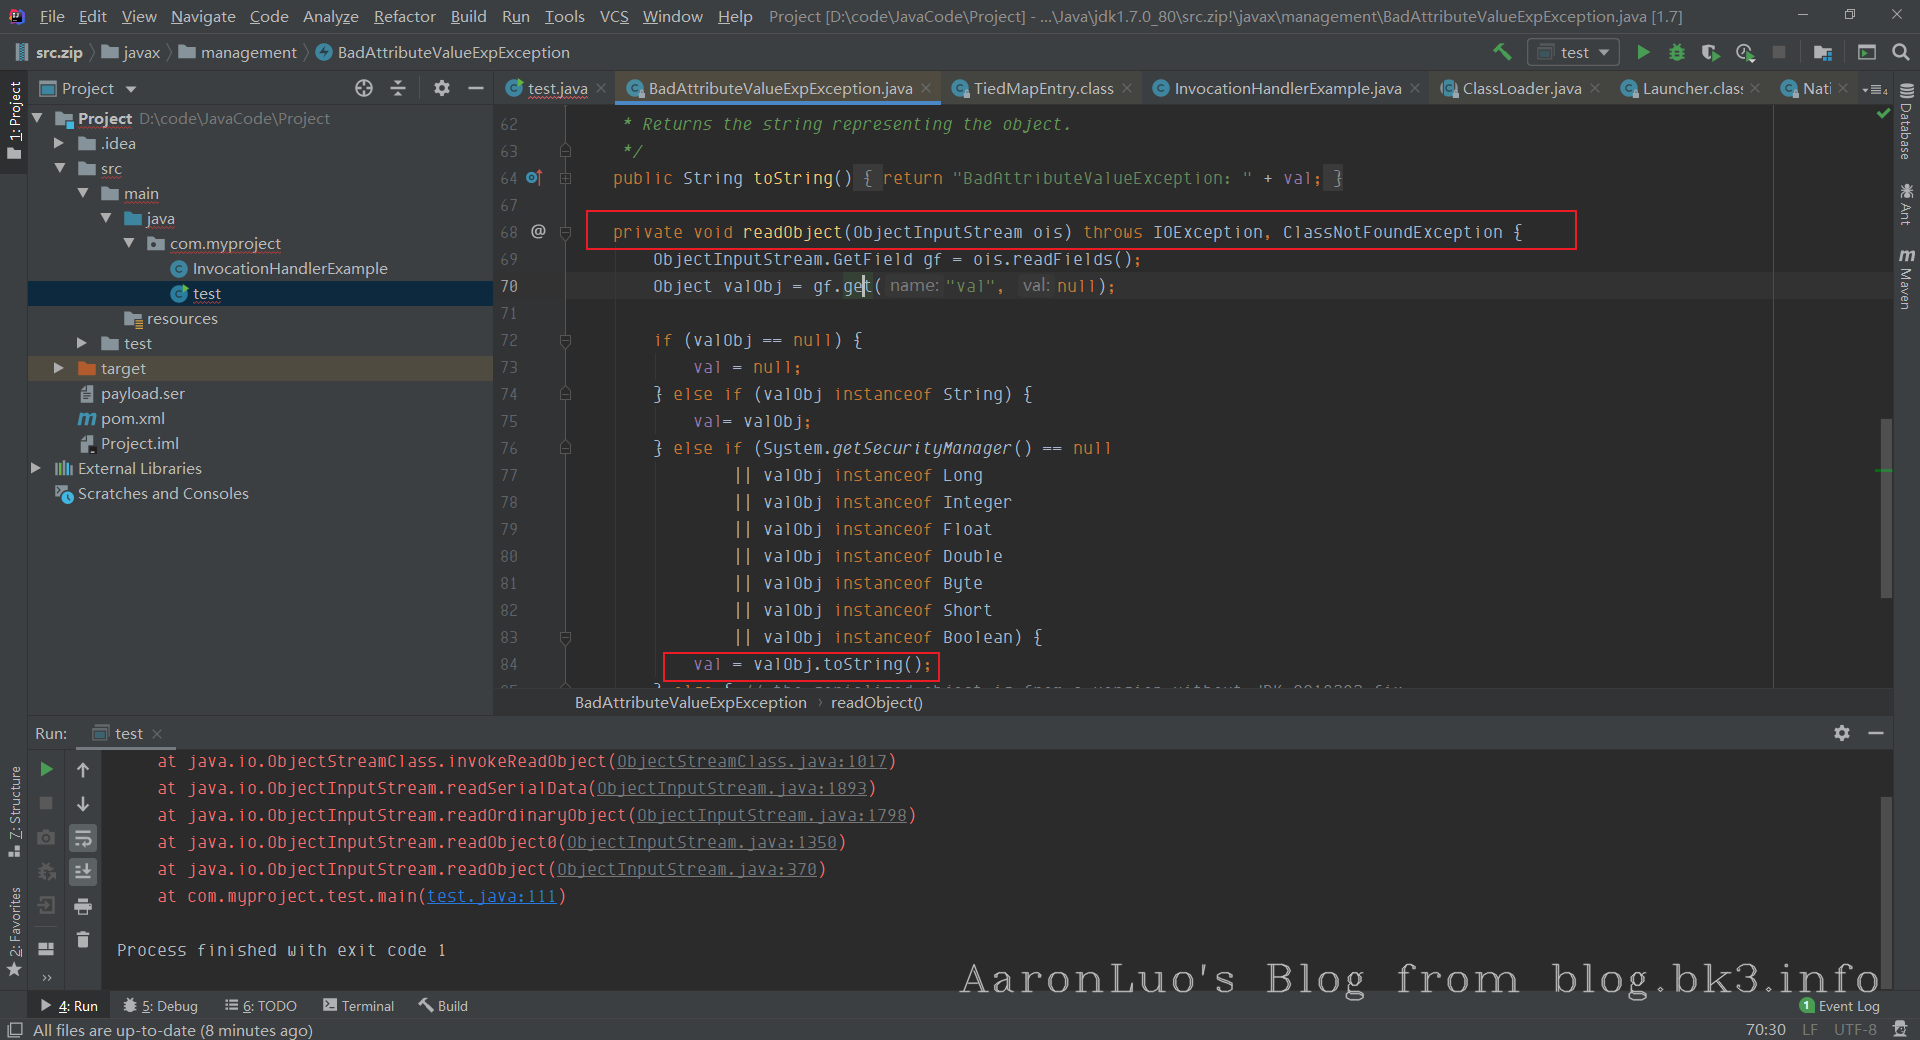 File Edit View Navigate Code Analyze Refactor Build Run Tools VCS Window Help Project [D:\code\JavaCode\Project] - ...\Java\jdk1.7.0_80\src.zip!\javax\management\BadAttributeValueExpException.java [1.7]
src.zip javax management BadAttributeValueExpException
test
Project
test.java BadAttributeValueExpException.java TiedMapEntry.class InvocationHandlerExample.java ClassLoader.java Launcher.class Nati
4
1: Project
Database
Ant
Maven
Project D:\code\JavaCode\Project
.idea
src
main
java
com.myproject
InvocationHandlerExample
test
resources
test
target
payload.ser
pom.xml
Project.iml
External Libraries
Scratches and Consoles
62 * Returns the string representing the object.
63 */
64 public String toString() { return "BadAttributeValueException: " + val; }
67
68 @ private void readObject(ObjectInputStream ois) throws IOException, ClassNotFoundException {
69 ObjectInputStream.GetField gf = ois.readFields();
70 Object valObj = gf.get( name: "val", val: null);
71
72 if (valObj == null) {
73 val = null;
74 } else if (valObj instanceof String) {
75 val= valObj;
76 } else if (System.getSecurityManager() == null
77 || valObj instanceof Long
78 || valObj instanceof Integer
79 || valObj instanceof Float
80 || valObj instanceof Double
81 || valObj instanceof Byte
82 || valObj instanceof Short
83 || valObj instanceof Boolean) {
84 val = valObj.toString();
BadAttributeValueExpException › readObject()
Run: test
at java.io.ObjectStreamClass.invokeReadObject(ObjectStreamClass.java:1017)
at java.io.ObjectInputStream.readSerialData(ObjectInputStream.java:1893)
at java.io.ObjectInputStream.readOrdinaryObject(ObjectInputStream.java:1798)
at java.io.ObjectInputStream.readObject0(ObjectInputStream.java:1350)
at java.io.ObjectInputStream.readObject(ObjectInputStream.java:370)
at com.myproject.test.main(test.java:111)
Process finished with exit code 1
7: Structure
2: Favorites
AaronLuo's Blog from blog.bk3.info
4: Run 5: Debug 6: TODO Terminal Build 1 Event Log
All files are up-to-date (8 minutes ago) 70:30 LF UTF-8